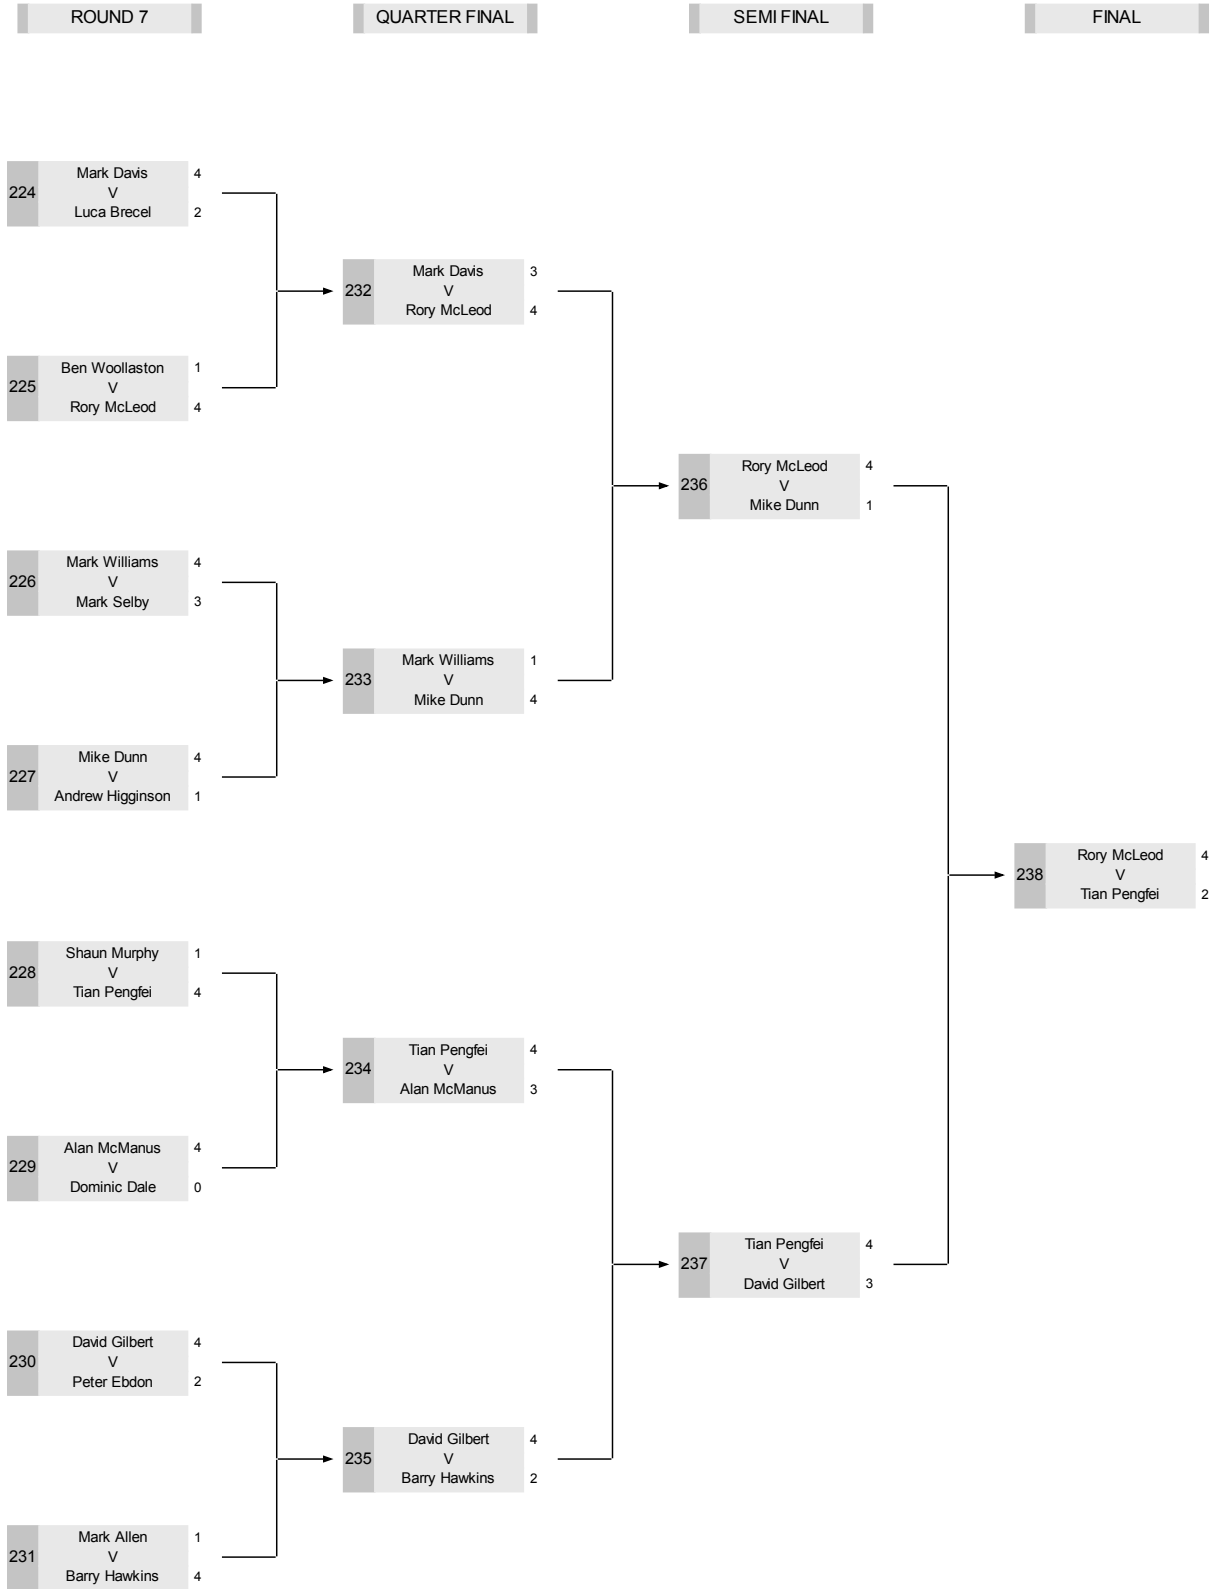 ROUND 7
QUARTER FINAL
SEMI FINAL
FINAL
224
Mark Davis 4
V
Luca Brecel 2
225
Ben Woollaston 1
V
Rory McLeod 4
226
Mark Williams 4
V
Mark Selby 3
227
Mike Dunn 4
V
Andrew Higginson 1
228
Shaun Murphy 1
V
Tian Pengfei 4
229
Alan McManus 4
V
Dominic Dale 0
230
David Gilbert 4
V
Peter Ebdon 2
231
Mark Allen 1
V
Barry Hawkins 4
232
Mark Davis 3
V
Rory McLeod 4
233
Mark Williams 1
V
Mike Dunn 4
234
Tian Pengfei 4
V
Alan McManus 3
235
David Gilbert 4
V
Barry Hawkins 2
236
Rory McLeod 4
V
Mike Dunn 1
237
Tian Pengfei 4
V
David Gilbert 3
238
Rory McLeod 4
V
Tian Pengfei 2